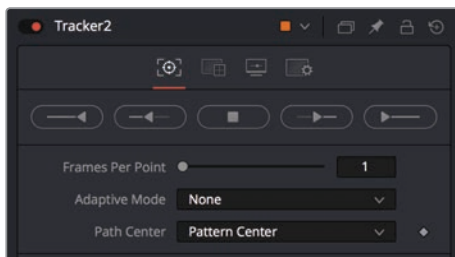 Tracker2
Frames Per Point 1
Adaptive Mode None
Path Center Pattern Center